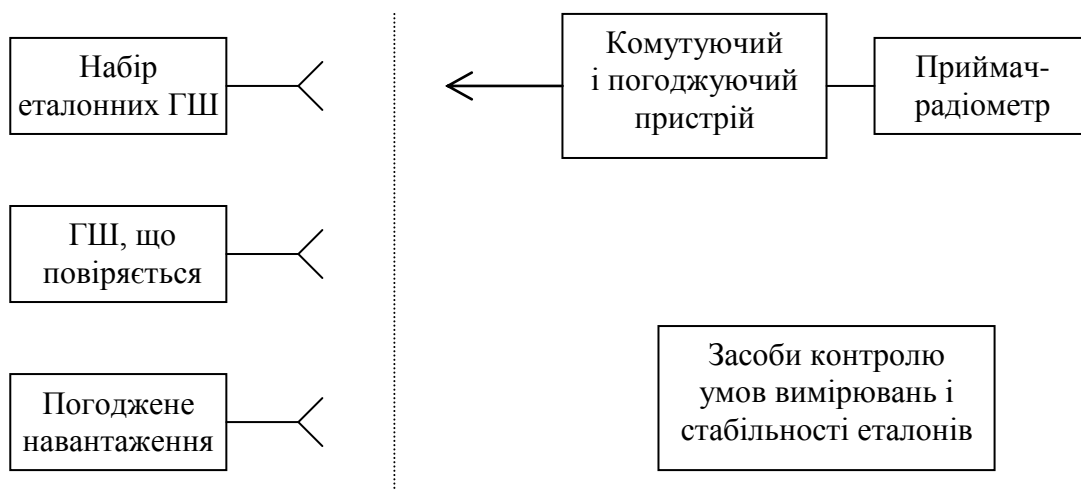 Набір
еталонних ГШ
Комутуючий
і погоджуючий
пристрій
Приймач-
радіометр
ГШ, що
повіряється
Погоджене
навантаження
Засоби контролю
умов вимірювань і
стабільності еталонів